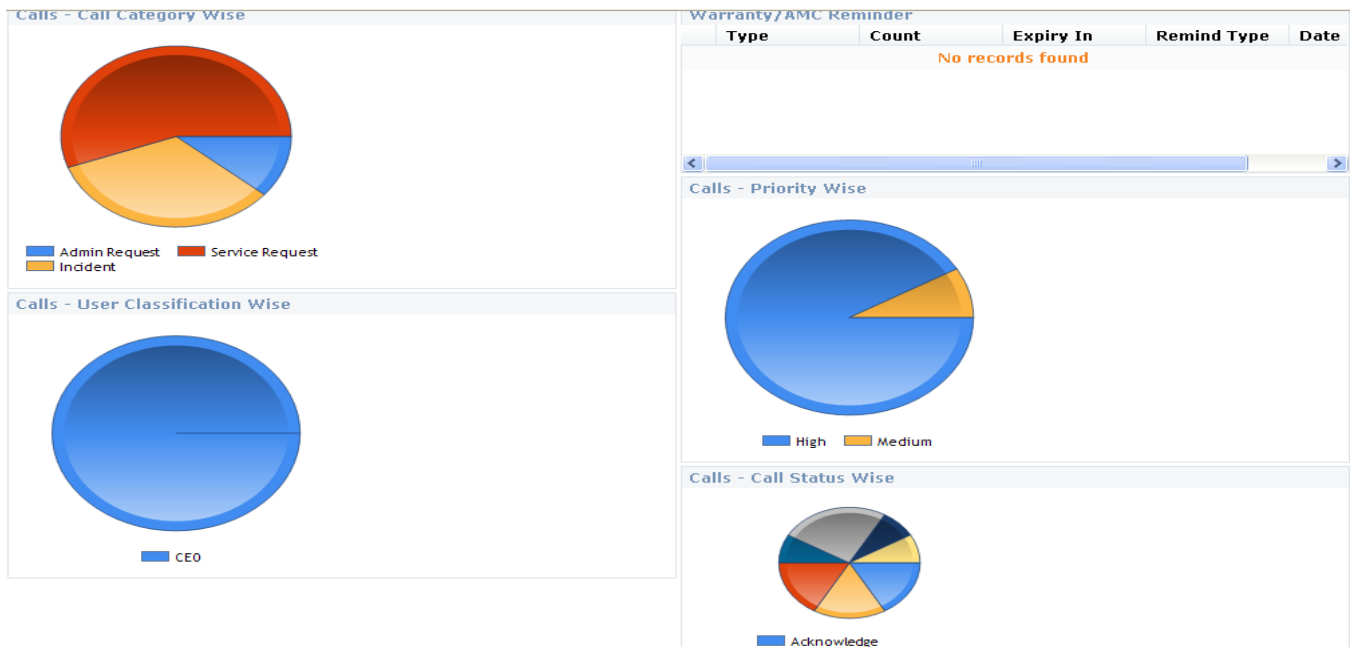 Calls - Call Category Wise
Admin Request Service Request
Incident
Calls - User Classification Wise
CEO
Warranty/AMC Reminder
Type Count Expiry In Remind Type Date
No records found
Calls - Priority Wise
High Medium
Calls - Call Status Wise
Acknowledge